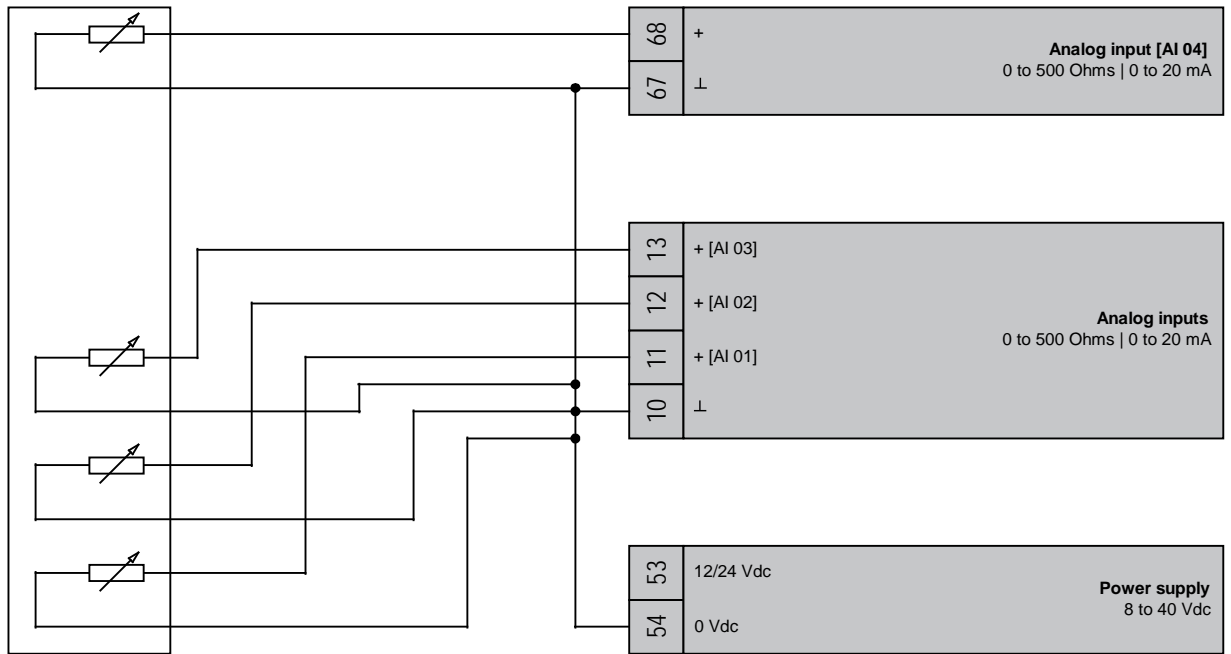 68
+
67
⊥
Analog input [AI 04]
0 to 500 Ohms | 0 to 20 mA
13
+ [AI 03]
12
+ [AI 02]
11
+ [AI 01]
10
⊥
Analog inputs
0 to 500 Ohms | 0 to 20 mA
53
12/24 Vdc
54
0 Vdc
Power supply
8 to 40 Vdc